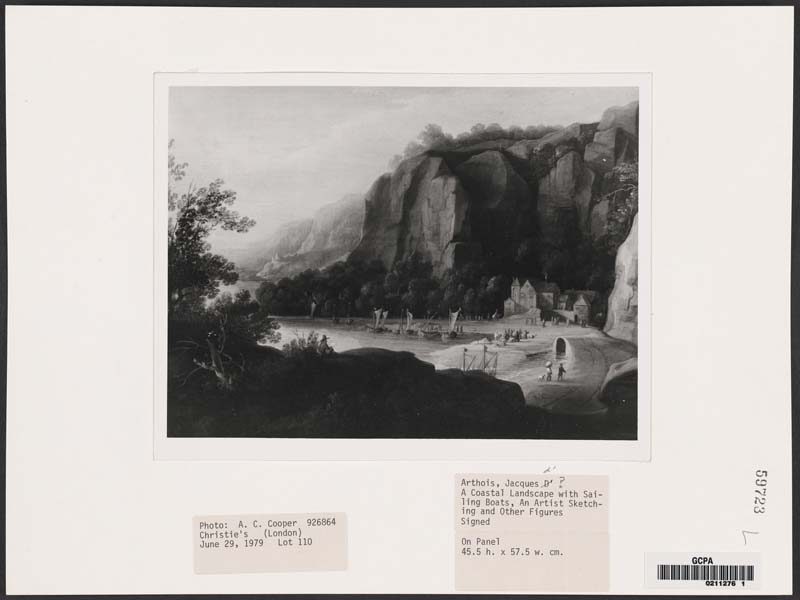 d' ?
Arthois, Jacques D'
A Coastal Landscape with Sai-
ling Boats, An Artist Sketch-
ing and Other Figures
Signed
On Panel
45.5 h. x 57.5 w. cm.
Photo: A. C. Cooper 926864
Christie's (London)
June 29, 1979 Lot 110
59723
L
GCPA
0211276 1